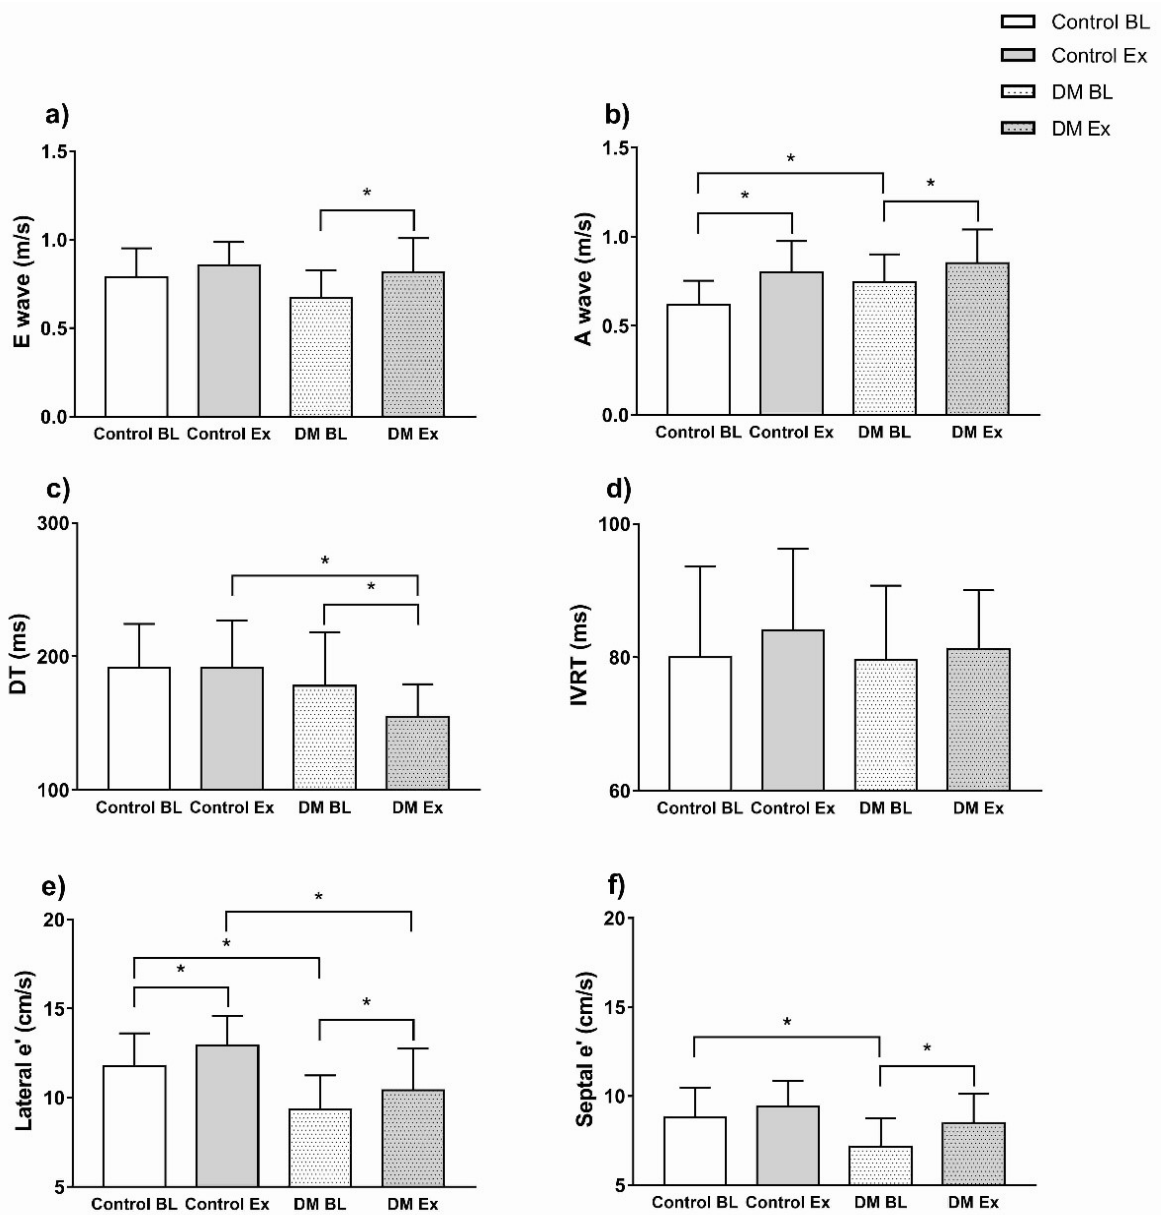 Control BL
Control Ex
DM BL
DM Ex
a)
1.5
1.0
0.5
0.0
E wave (m/s)
*
Control BL Control Ex DM BL DM Ex
b)
1.5
1.0
0.5
0.0
A wave (m/s)
*
*
*
Control BL Control Ex DM BL DM Ex
c)
300
200
100
DT (ms)
*
*
Control BL Control Ex DM BL DM Ex
d)
100
80
60
IVRT (ms)
Control BL Control Ex DM BL DM Ex
e)
20
15
10
5
Lateral e' (cm/s)
*
*
*
*
Control BL Control Ex DM BL DM Ex
f)
20
15
10
5
Septal e' (cm/s)
*
*
Control BL Control Ex DM BL DM Ex